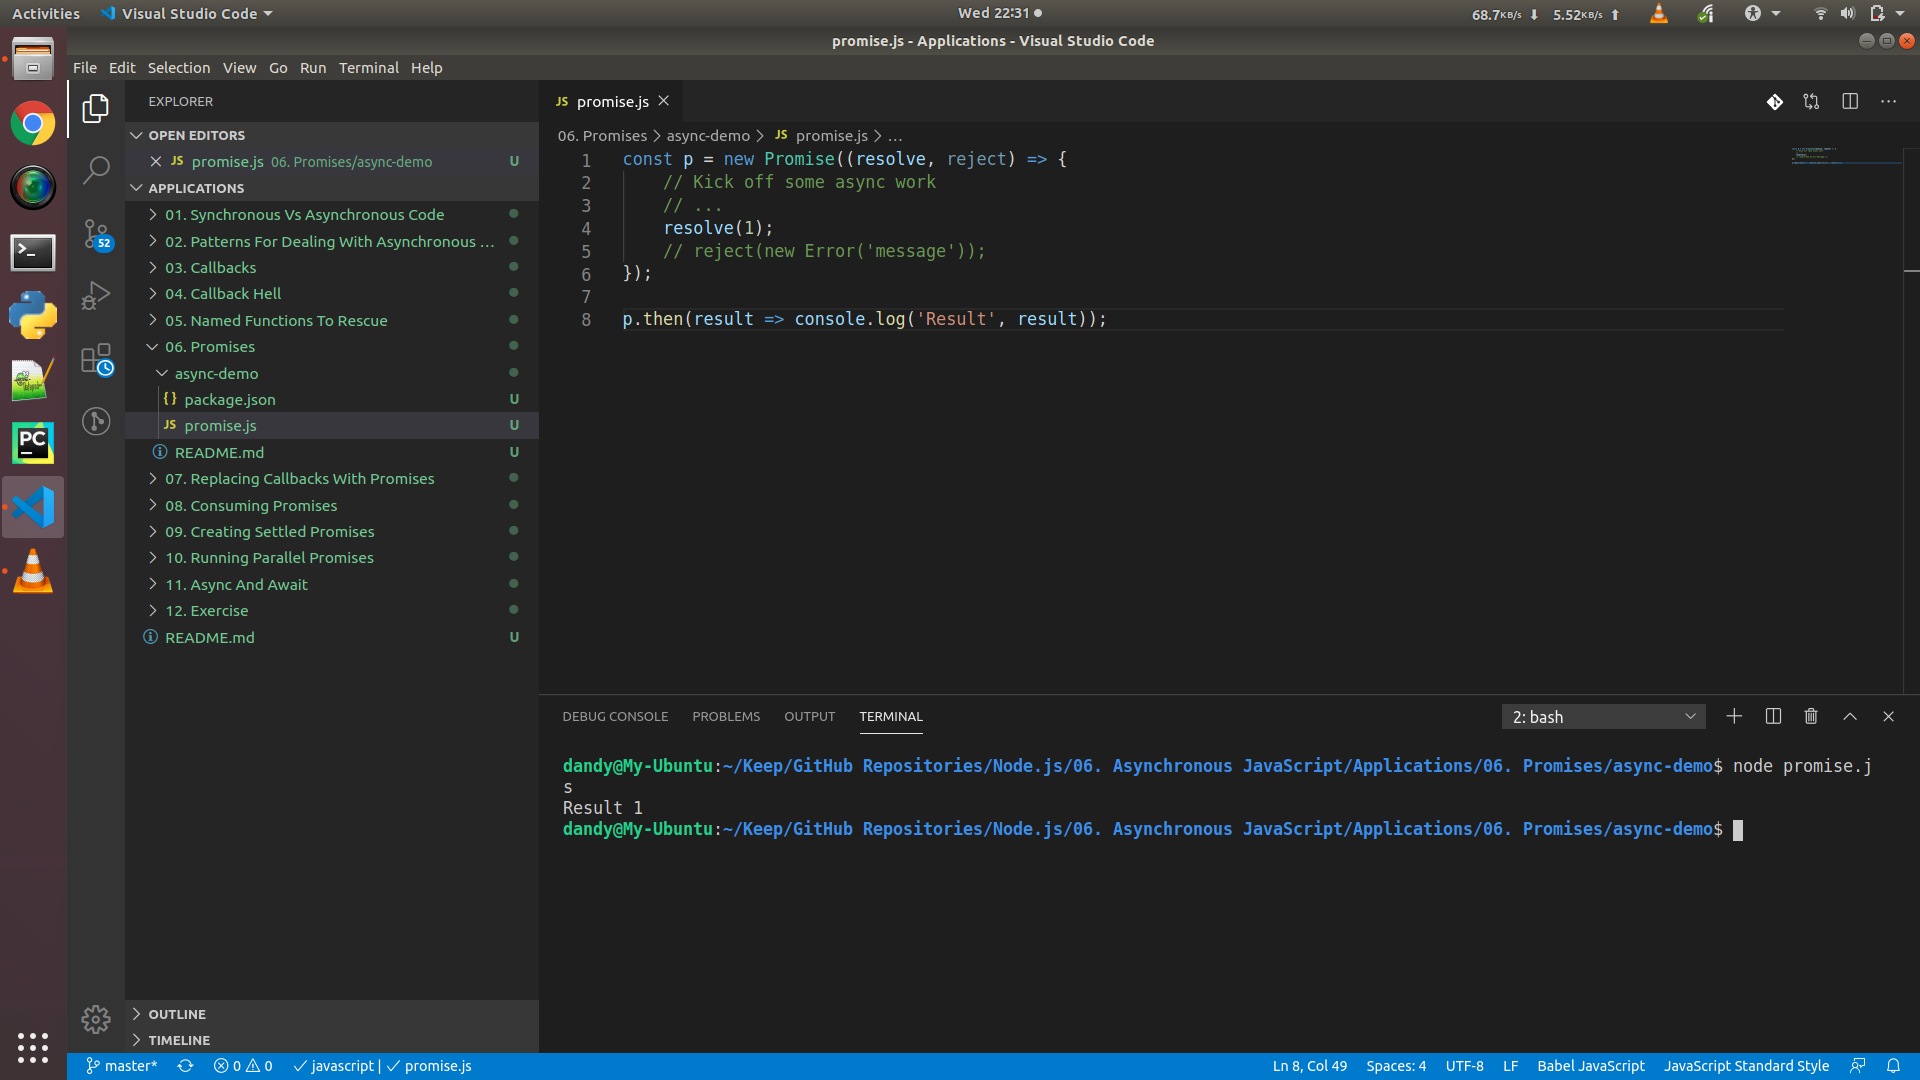 Activities
Visual Studio Code
Wed 22:31
68.7KB/s
5.52KB/s
promise.js - Applications - Visual Studio Code
File Edit Selection View Go Run Terminal Help
EXPLORER
OPEN EDITORS
JS promise.js 06. Promises/async-demo U
APPLICATIONS
01. Synchronous Vs Asynchronous Code
02. Patterns For Dealing With Asynchronous ...
03. Callbacks
52
04. Callback Hell
05. Named Functions To Rescue
06. Promises
async-demo
{} package.json U
JS promise.js U
README.md U
07. Replacing Callbacks With Promises
08. Consuming Promises
09. Creating Settled Promises
10. Running Parallel Promises
11. Async And Await
12. Exercise
README.md U
PC
OUTLINE
TIMELINE
JS promise.js
06. Promises > async-demo > JS promise.js > ...
1 const p = new Promise((resolve, reject) => {
2 // Kick off some async work
3 // ...
4 resolve(1);
5 // reject(new Error('message'));
6 });
7
8 p.then(result => console.log('Result', result));
DEBUG CONSOLE PROBLEMS OUTPUT TERMINAL
2: bash
dandy@My-Ubuntu:~/Keep/GitHub Repositories/Node.js/06. Asynchronous JavaScript/Applications/06. Promises/async-demo$ node promise.j
s
Result 1
dandy@My-Ubuntu:~/Keep/GitHub Repositories/Node.js/06. Asynchronous JavaScript/Applications/06. Promises/async-demo$
master* 0 0 javascript | promise.js
Ln 8, Col 49 Spaces: 4 UTF-8 LF Babel JavaScript JavaScript Standard Style